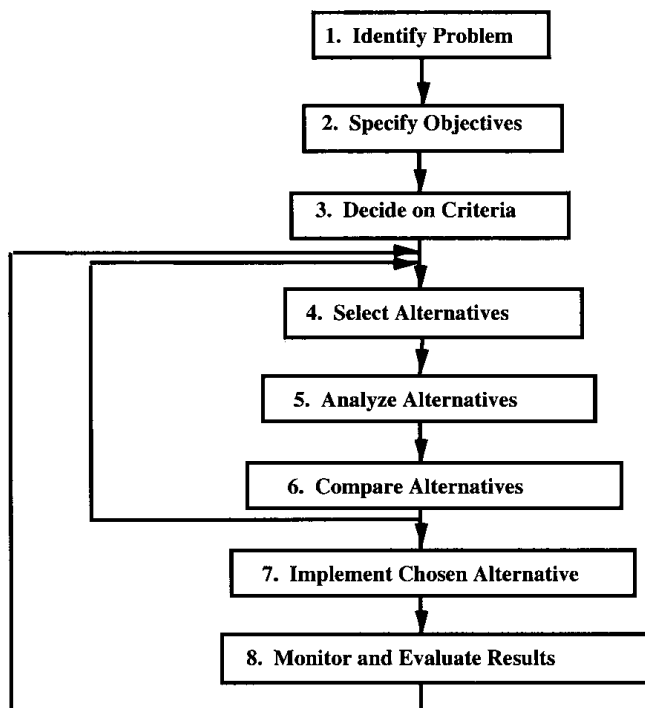 1. Identify Problem
2. Specify Objectives
3. Decide on Criteria
4. Select Alternatives
5. Analyze Alternatives
6. Compare Alternatives
7. Implement Chosen Alternative
8. Monitor and Evaluate Results